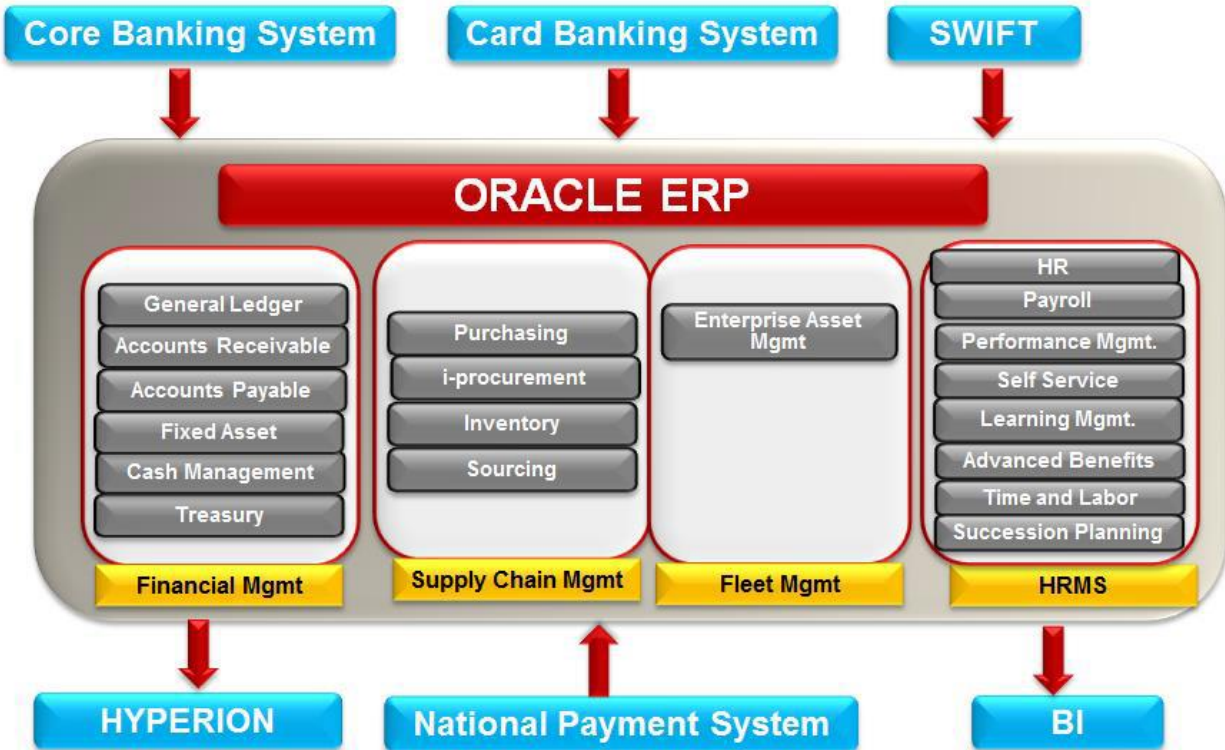 Core Banking System
Card Banking System
SWIFT
ORACLE ERP
General Ledger
Accounts Receivable
Accounts Payable
Fixed Asset
Cash Management
Treasury
Financial Mgmt
Purchasing
i-procurement
Inventory
Sourcing
Supply Chain Mgmt
Enterprise Asset
Mgmt
Fleet Mgmt
HR
Payroll
Performance Mgmt.
Self Service
Learning Mgmt.
Advanced Benefits
Time and Labor
Succession Planning
HRMS
HYPERION
National Payment System
BI